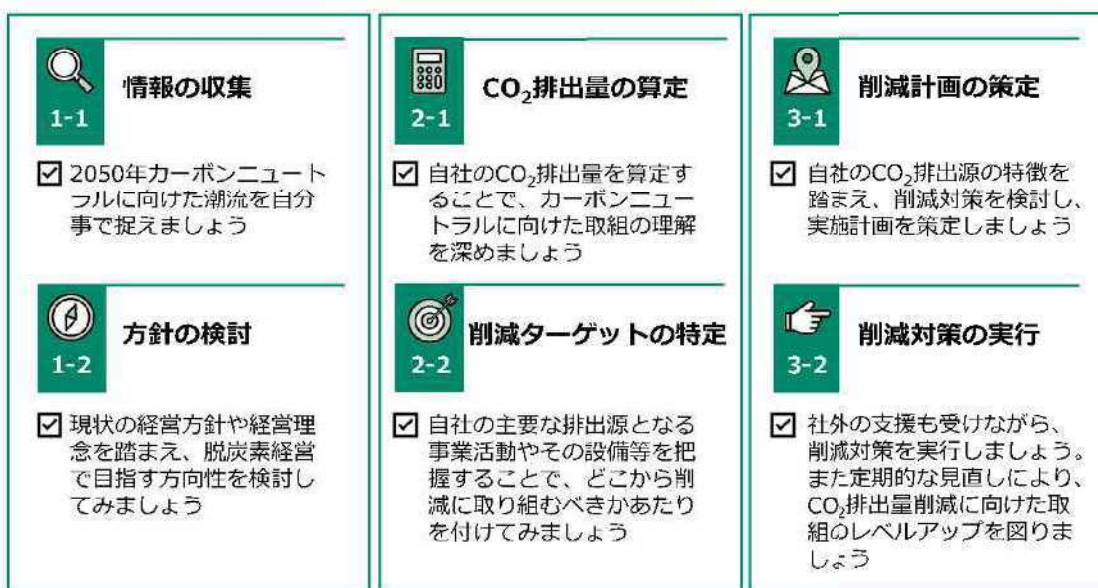 1-1
情報の収集
2050年カーボンニュート
ラルに向けた潮流を自分
事で捉えましょう
1-2
方針の検討
現状の経営方針や経営理
念を踏まえ、脱炭素経営
で目指す方向性を検討し
てみましょう
2-1
CO₂排出量の算定
自社のCO₂排出量を算定す
ることで、カーボンニュー
トラルに向けた取組の理解
を深めましょう
2-2
削減ターゲットの特定
自社の主要な排出源となる
事業活動やその設備等を把
握することで、どこから削
減に取り組むべきかあたり
を付けてみましょう
3-1
削減計画の策定
自社のCO₂排出源の特徴を
踏まえ、削減対策を検討し、
実施計画を策定しましょう
3-2
削減対策の実行
社外の支援も受けながら、
削減対策を実行しましょう。
また定期的な見直しにより、
CO₂排出量削減に向けた取
組のレベルアップを図りま
しょう